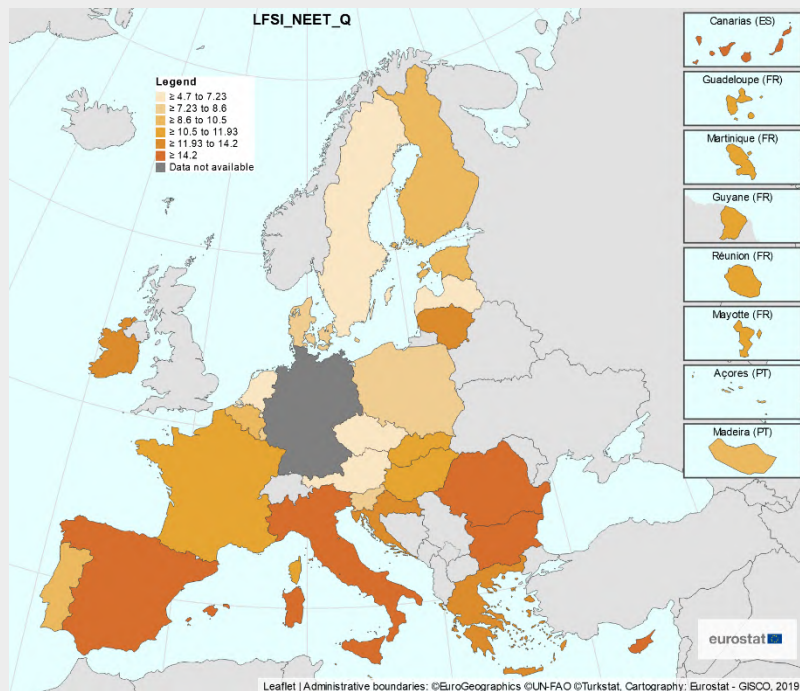 LFSI_NEET_Q
Legend
≥ 4.7 to 7.23
≥ 7.23 to 8.6
≥ 8.6 to 10.5
≥ 10.5 to 11.93
≥ 11.93 to 14.2
≥ 14.2
Data not available
Canarias (ES)
Guadeloupe (FR)
Martinique (FR)
Guyane (FR)
Réunion (FR)
Mayotte (FR)
Açores (PT)
Madeira (PT)
eurostat
Leaflet | Administrative boundaries: ©EuroGeographics ©UN-FAO ©Turkstat, Cartography: Eurostat - GISCO, 2019